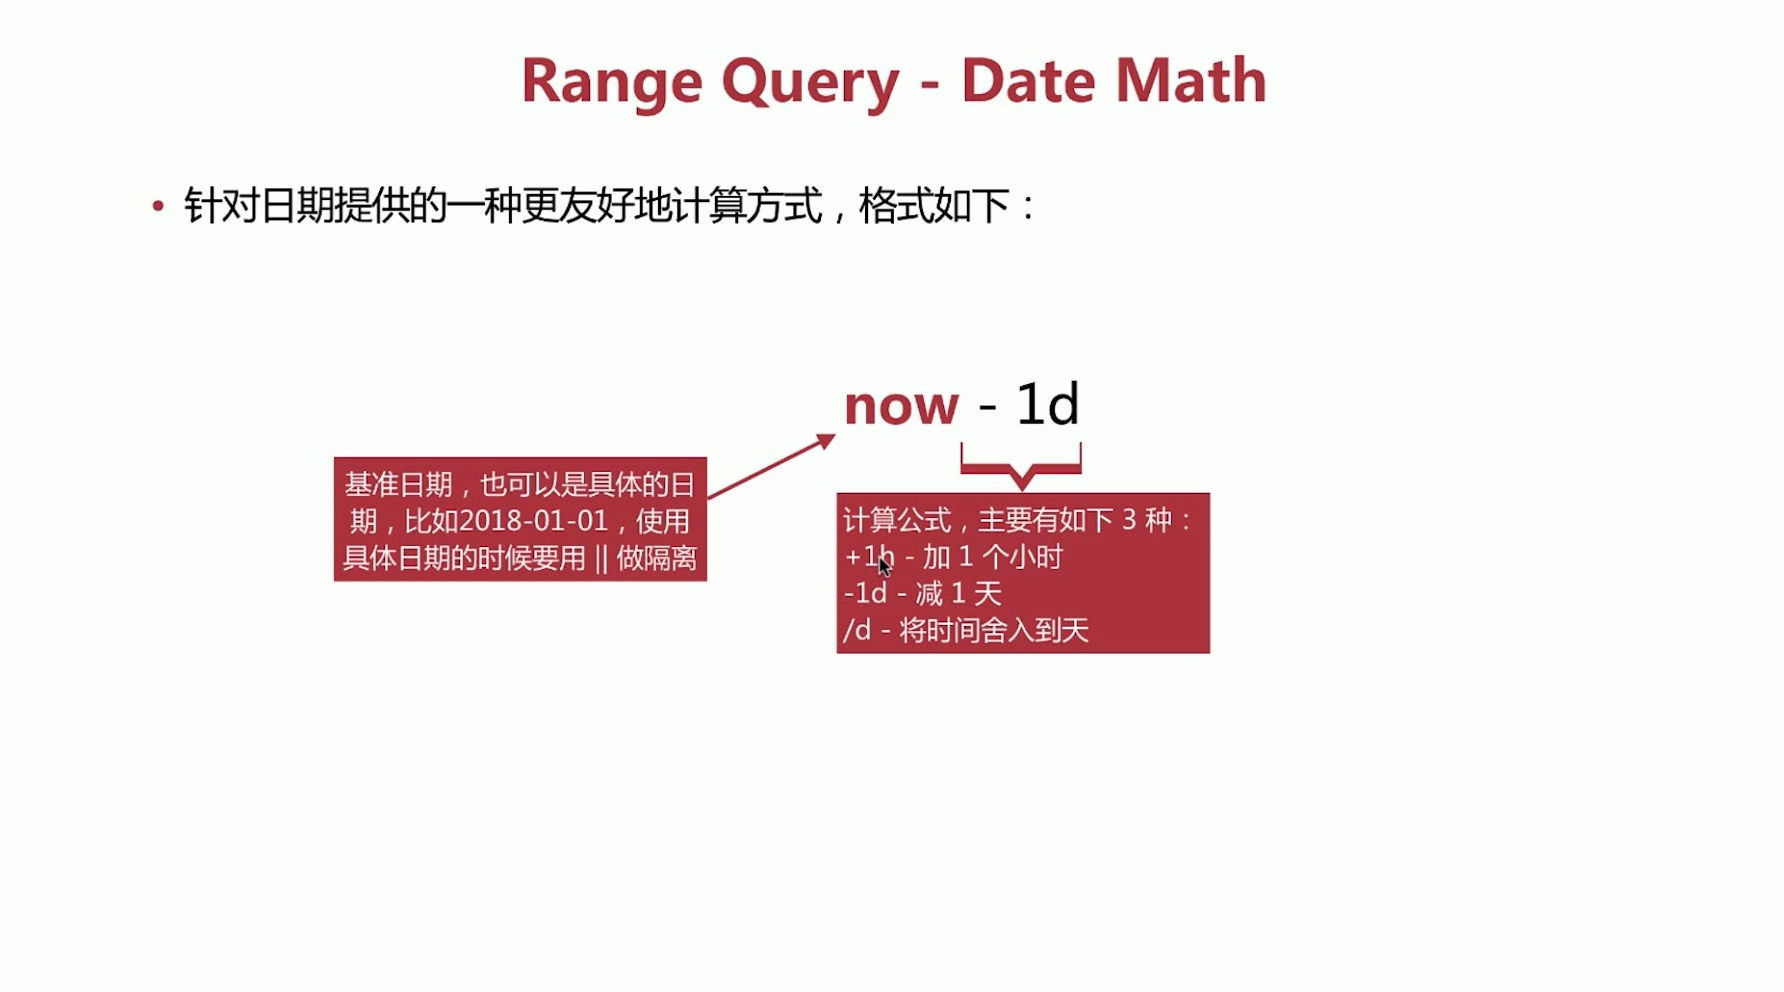 Range Query - Date Math
• 针对日期提供的一种更友好地计算方式，格式如下：
now - 1d
基准日期，也可以是具体的日
期，比如2018-01-01，使用
具体日期的时候要用 || 做隔离
计算公式，主要有如下 3 种：
+1h - 加 1 个小时
-1d - 减 1 天
/d - 将时间舍入到天